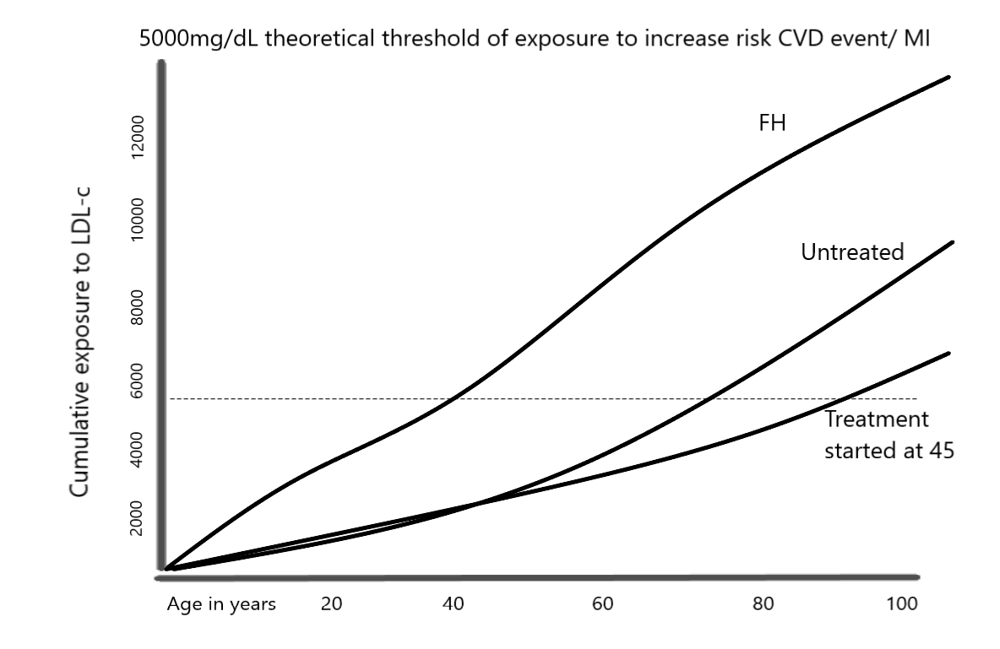 5000mg/dL theoretical threshold of exposure to increase risk CVD event/ MI
FH
Untreated
Treatment
started at 45
Cumulative exposure to LDL-c
12000
10000
8000
6000
4000
2000
Age in years 20 40 60 80 100